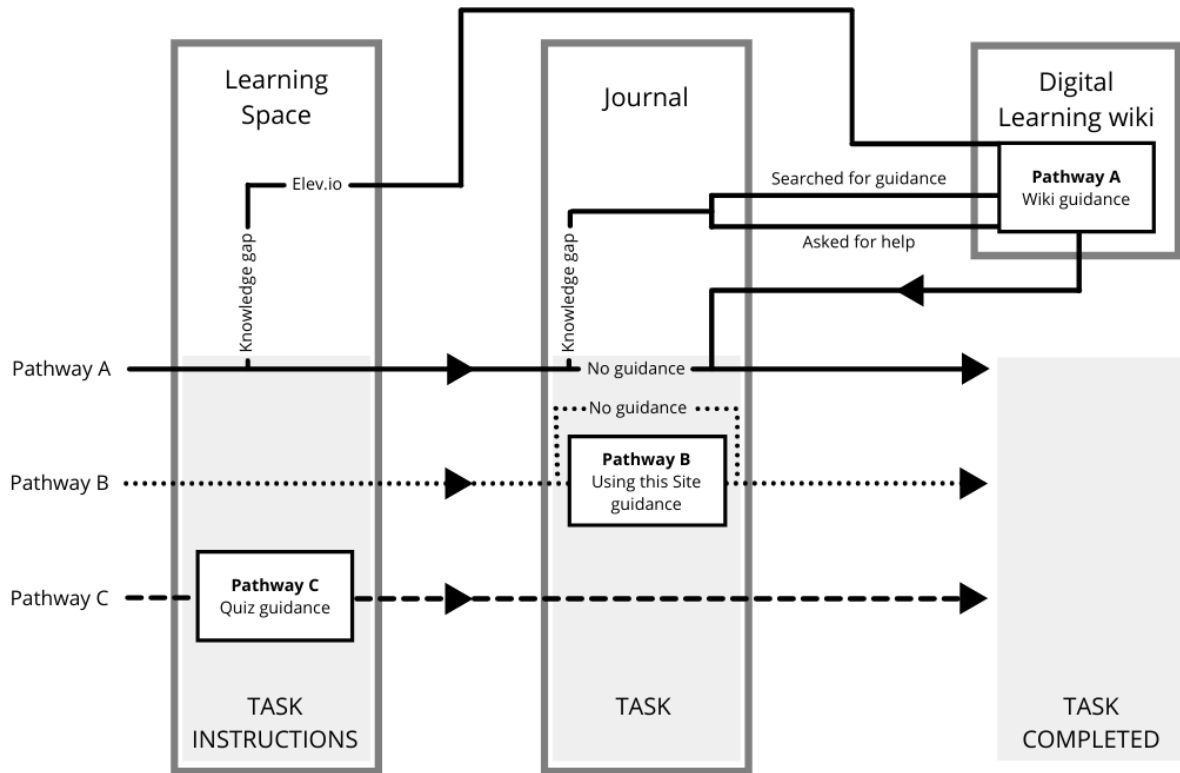 Learning
Space
Journal
Digital
Learning wiki
Elev.io
Searched for guidance
Pathway A
Wiki guidance
Asked for help
Knowledge gap
Knowledge gap
Pathway A
No guidance
No guidance
Pathway B
Pathway B
Using this Site
guidance
Pathway C
Pathway C
Quiz guidance
TASK
INSTRUCTIONS
TASK
TASK
COMPLETED